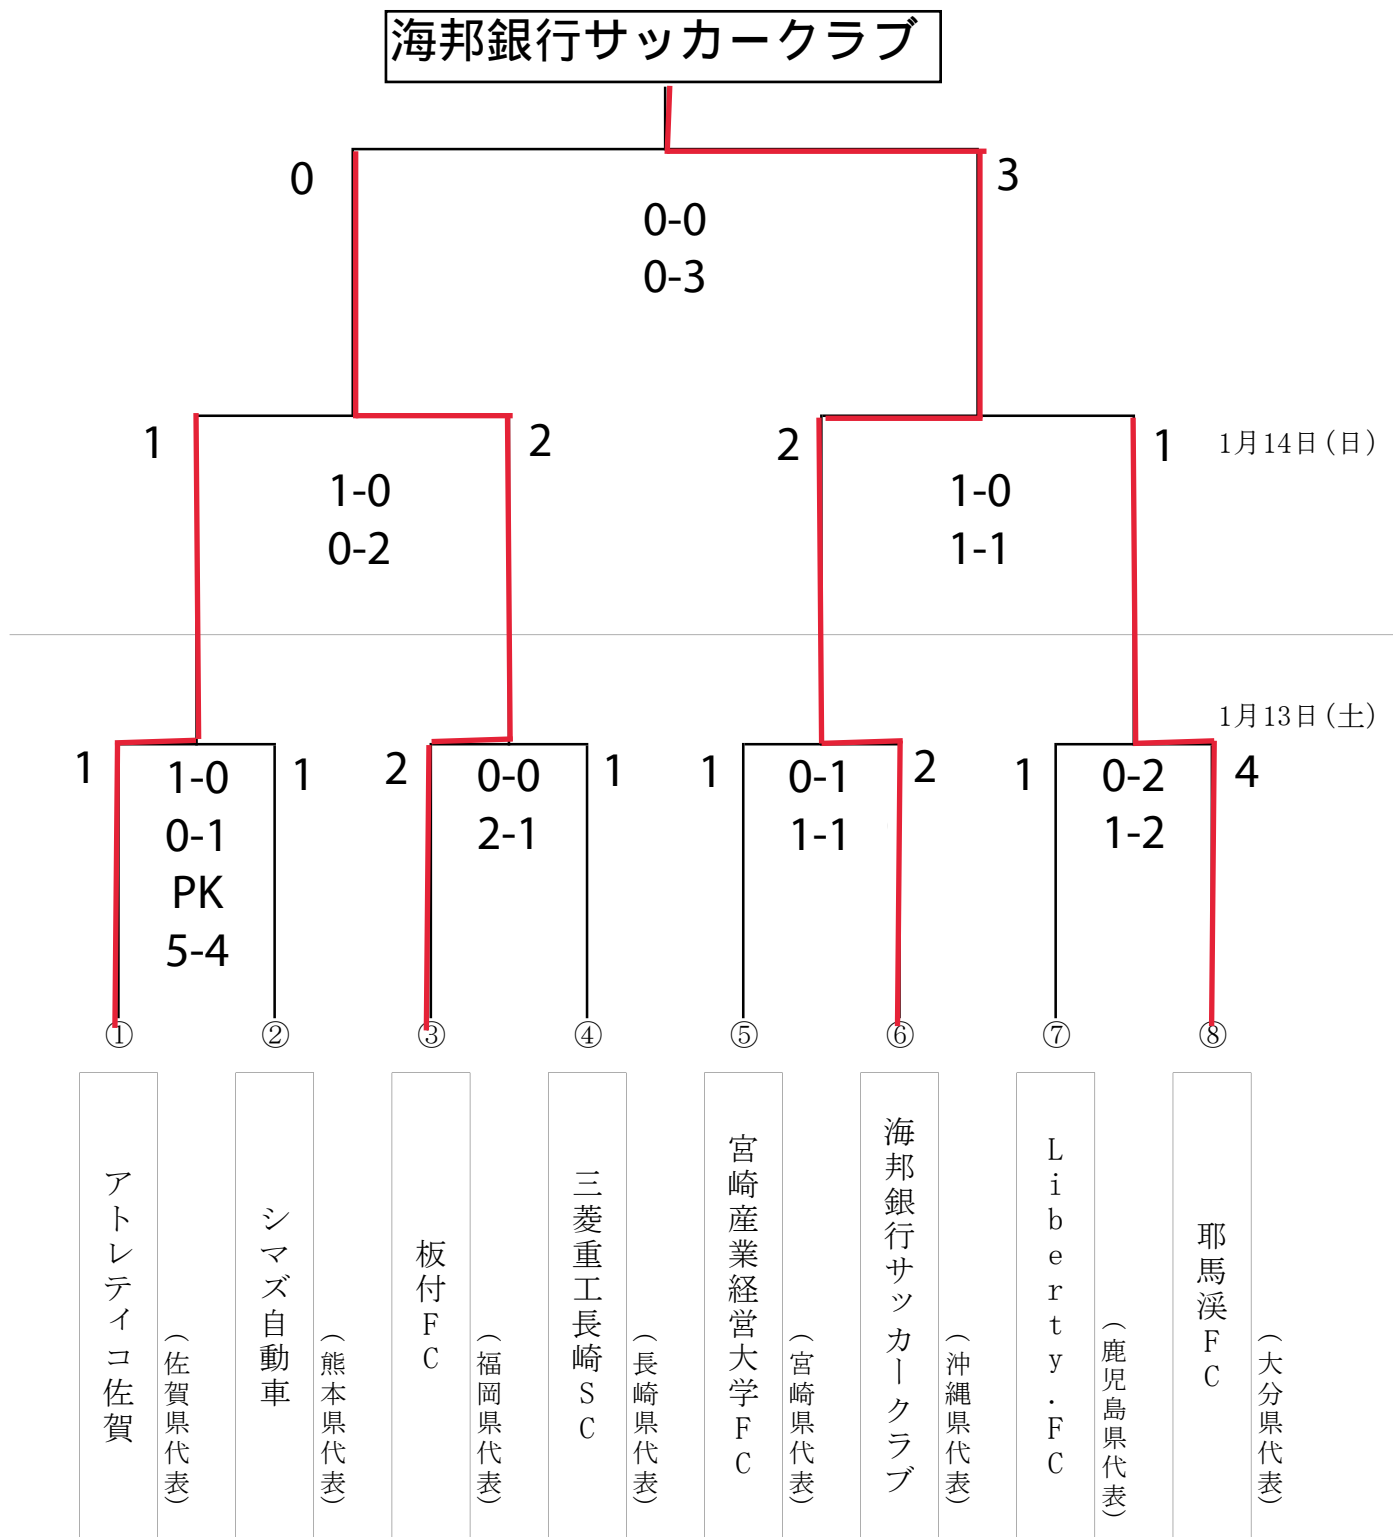 海邦銀行サッカークラブ
0
3
0-0
0-3
1
2
2
1
1月14日(日)
1-0
0-2
1-0
1-1
1月13日(土)
1
1
2
1
1
2
1
4
1-0
0-1
PK
5-4
0-0
2-1
0-1
1-1
0-2
1-2
①
②
③
④
⑤
⑥
⑦
⑧
アトレティコ佐賀
(佐賀県代表)
シマズ自動車
(熊本県代表)
板付FC
(福岡県代表)
三菱重工長崎SC
(長崎県代表)
宮崎産業経営大学FC
(宮崎県代表)
海邦銀行サッカークラブ
(沖縄県代表)
Liberty.FC
(鹿児島県代表)
耶馬渓FC
(大分県代表)